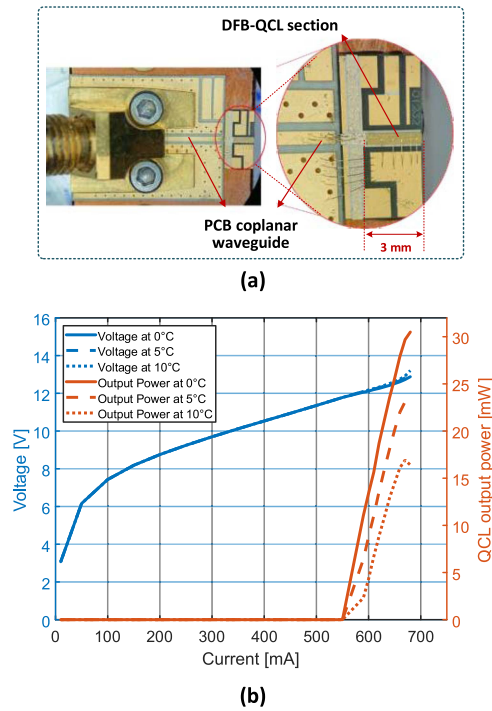 (a)
DFB-QCL section
PCB coplanar
waveguide
3 mm
(b)
16
14
12
10
8
6
4
2
0
Voltage [V]
Voltage at 0°C
Voltage at 5°C
Voltage at 10°C
Output Power at 0°C
Output Power at 5°C
Output Power at 10°C
30
25
20
15
10
5
0
QCL output power [mW]
0 100 200 300 400 500 600 700
Current [mA]